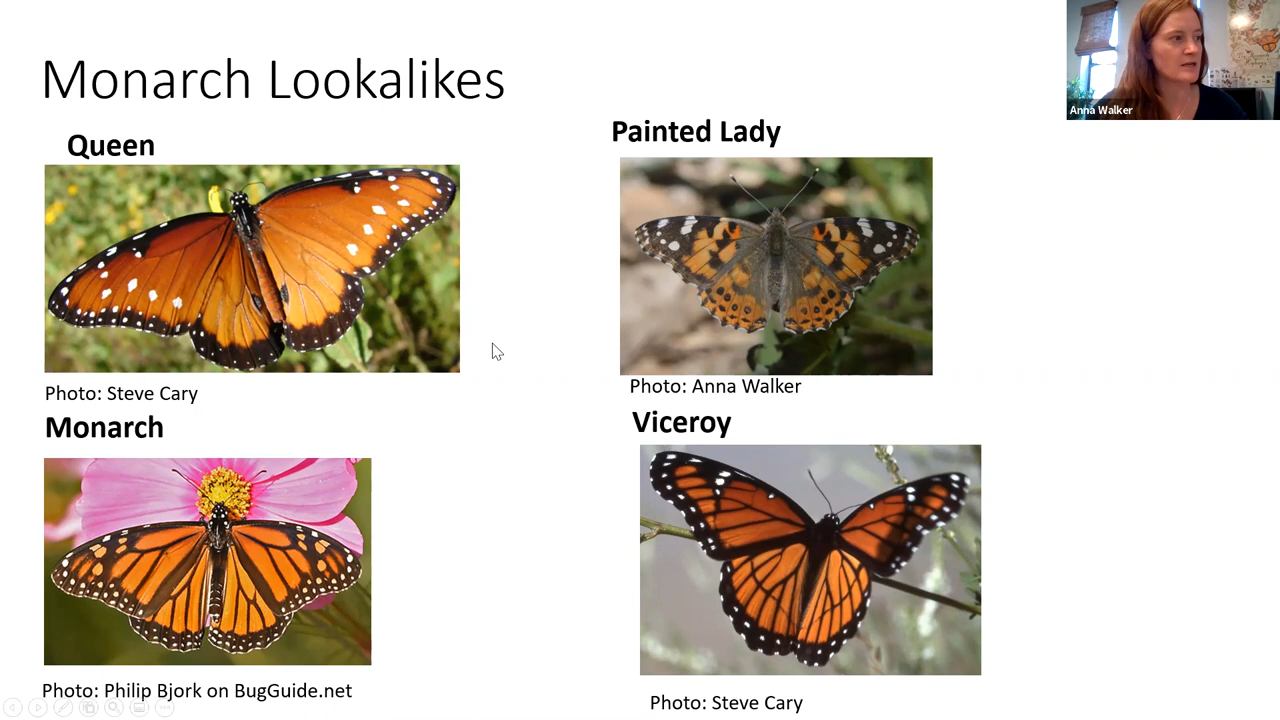 Monarch Lookalikes
Anna Walker
Queen
Painted Lady
Photo: Steve Cary
Photo: Anna Walker
Monarch
Viceroy
Photo: Philip Bjork on BugGuide.net
Photo: Steve Cary